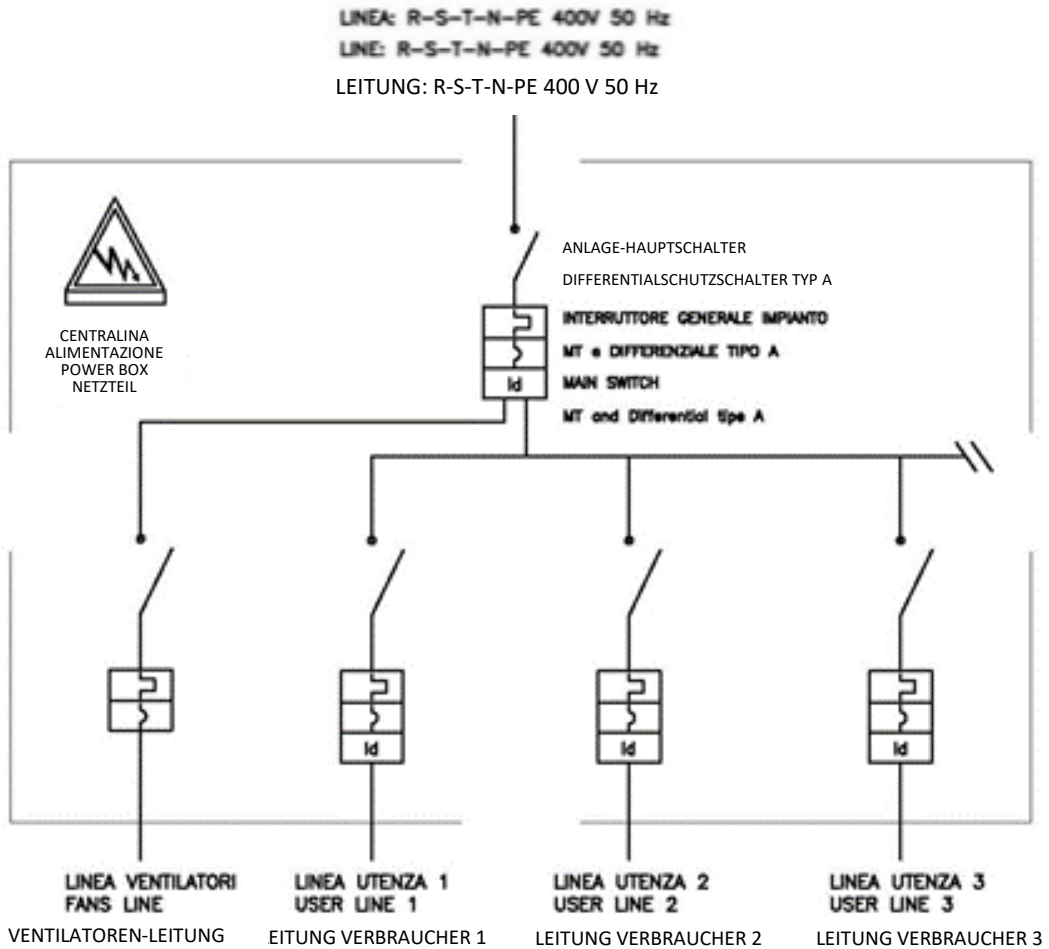 LINEA: R-S-T-N-PE 400V 50 Hz
LINE: R-S-T-N-PE 400V 50 Hz
LEITUNG: R-S-T-N-PE 400 V 50 Hz
ANLAGE-HAUPTSCHALTER
DIFFERENTIALSCHUTZSCHALTER TYP A
INTERRUTTORE GENERALE IMPIANTO
MT e DIFFERENZIALE TIPO A
Id
MAIN SWITCH
MT and Differential tipe A
CENTRALINA
ALIMENTAZIONE
POWER BOX
NETZTEIL
Id
Id
Id
LINEA VENTILATORI
FANS LINE
VENTILATOREN-LEITUNG
LINEA UTENZA 1
USER LINE 1
EITUNG VERBRAUCHER 1
LINEA UTENZA 2
USER LINE 2
LEITUNG VERBRAUCHER 2
LINEA UTENZA 3
USER LINE 3
LEITUNG VERBRAUCHER 3